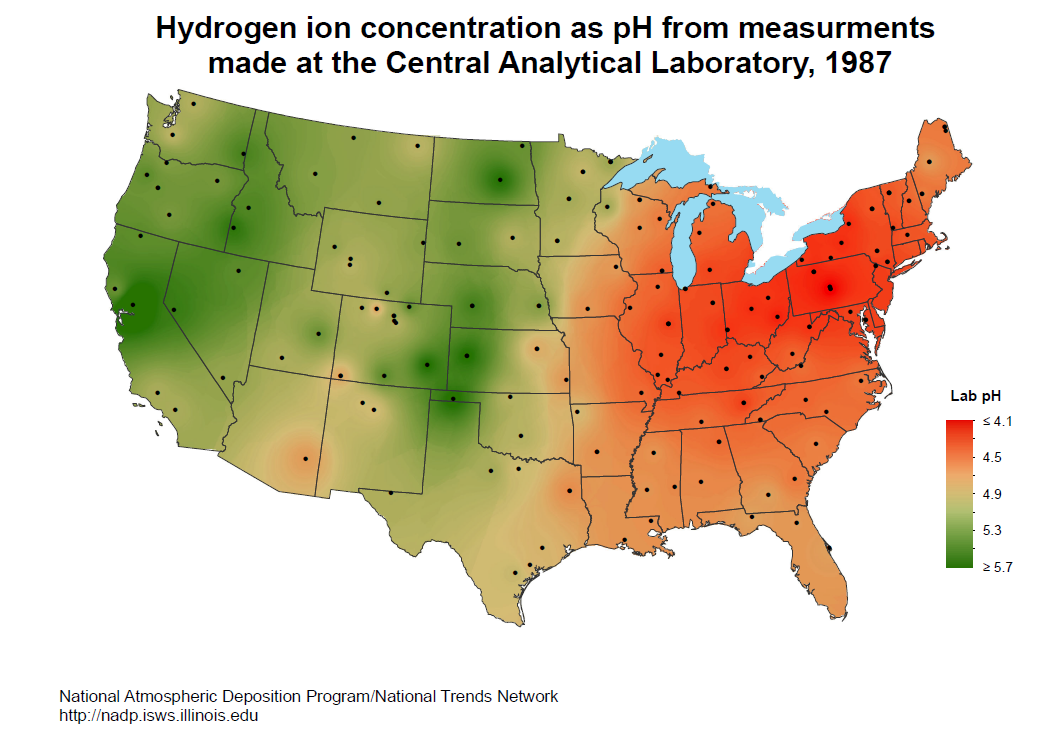 Hydrogen ion concentration as pH from measurments
made at the Central Analytical Laboratory, 1987
Lab pH
≤ 4.1
4.5
4.9
5.3
≥ 5.7
National Atmospheric Deposition Program/National Trends Network
http://nadp.isws.illinois.edu